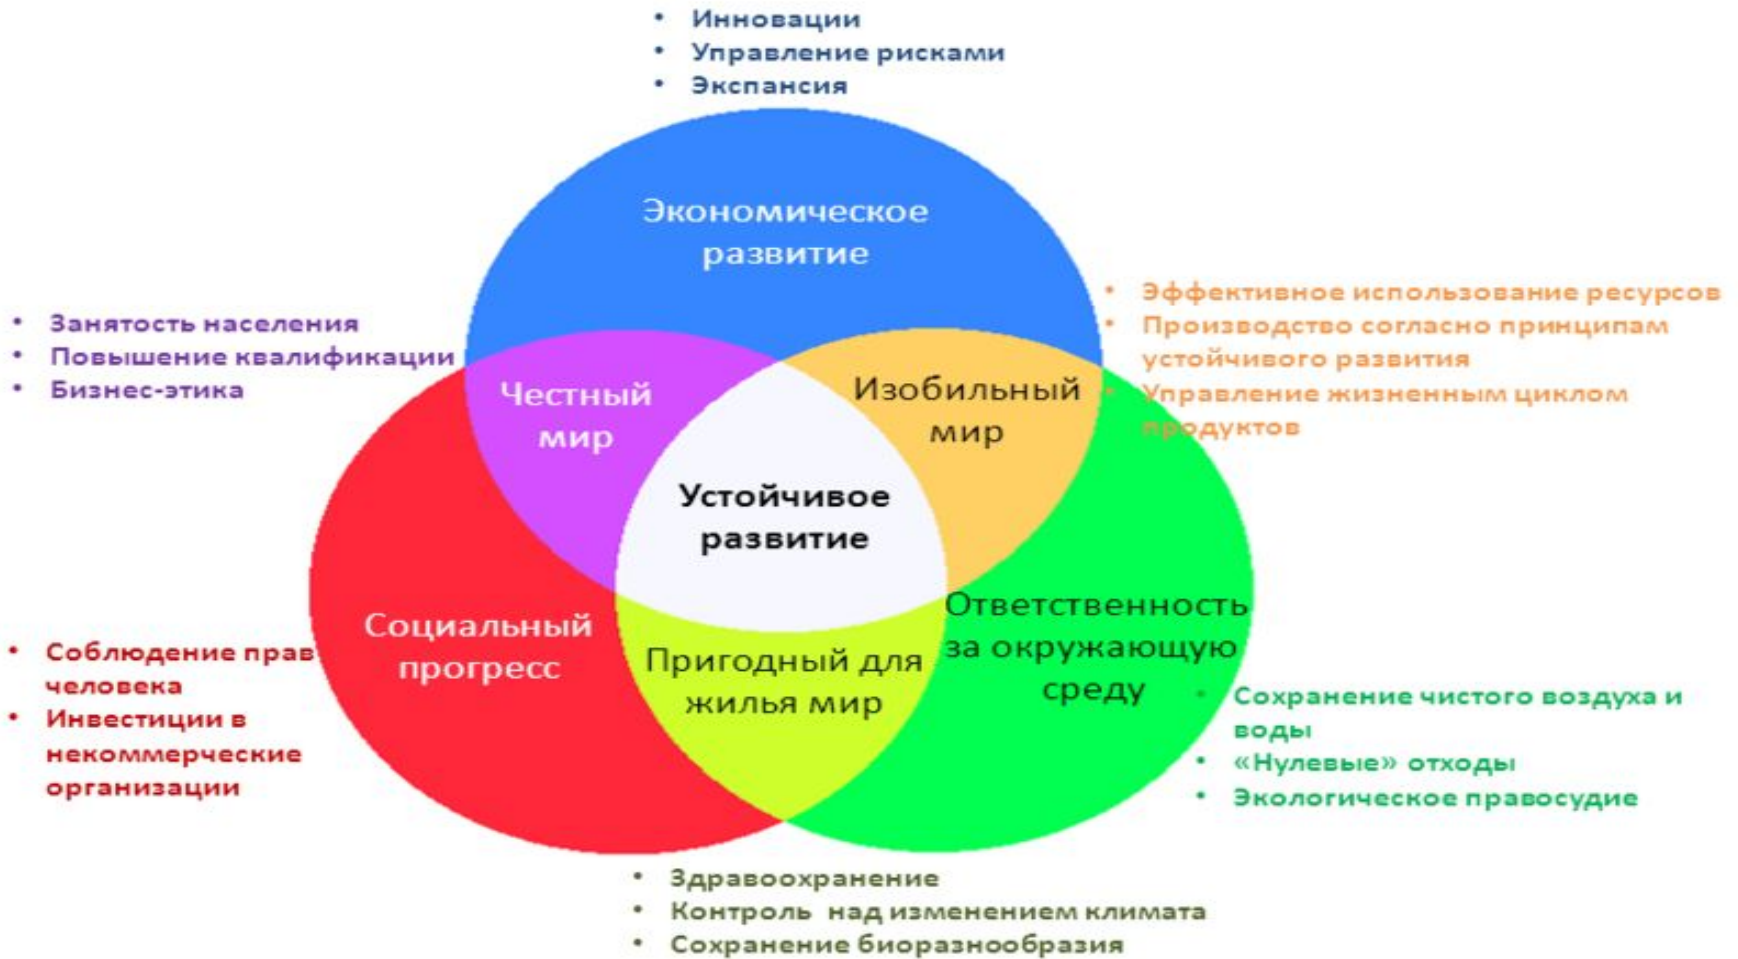 • Инновации
• Управление рисками
• Экспансия
Экономическое
развитие
• Занятость населения
• Повышение квалификации
• Бизнес-этика
• Эффективное использование ресурсов
• Производство согласно принципам
устойчивого развития
• Управление жизненным циклом
продуктов
Честный
мир
Изобильный
мир
Устойчивое
развитие
Социальный
прогресс
Пригодный для
жилья мир
Ответственность
за окружающую
среду
• Соблюдение прав
человека
• Инвестиции в
некоммерческие
организации
• Сохранение чистого воздуха и
воды
• «Нулевые» отходы
• Экологическое правосудие
• Здравоохранение
• Контроль  над изменением климата
• Сохранение биоразнообразия